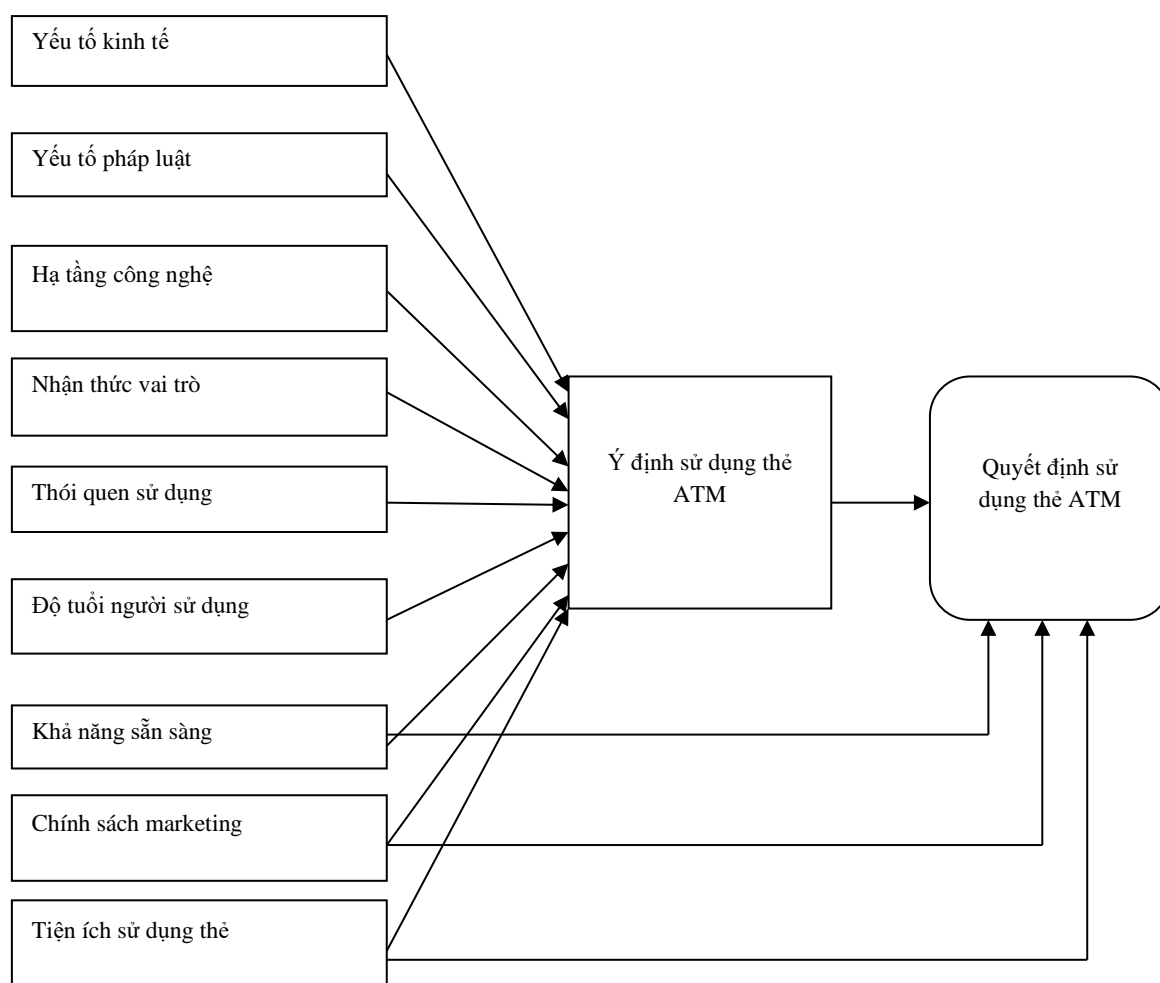 Yếu tố kinh tế
Yếu tố pháp luật
Hạ tầng công nghệ
Nhận thức vai trò
Thói quen sử dụng
Độ tuổi người sử dụng
Khả năng sẵn sàng
Chính sách marketing
Tiện ích sử dụng thẻ
Ý định sử dụng thẻ
ATM
Quyết định sử
dụng thẻ ATM